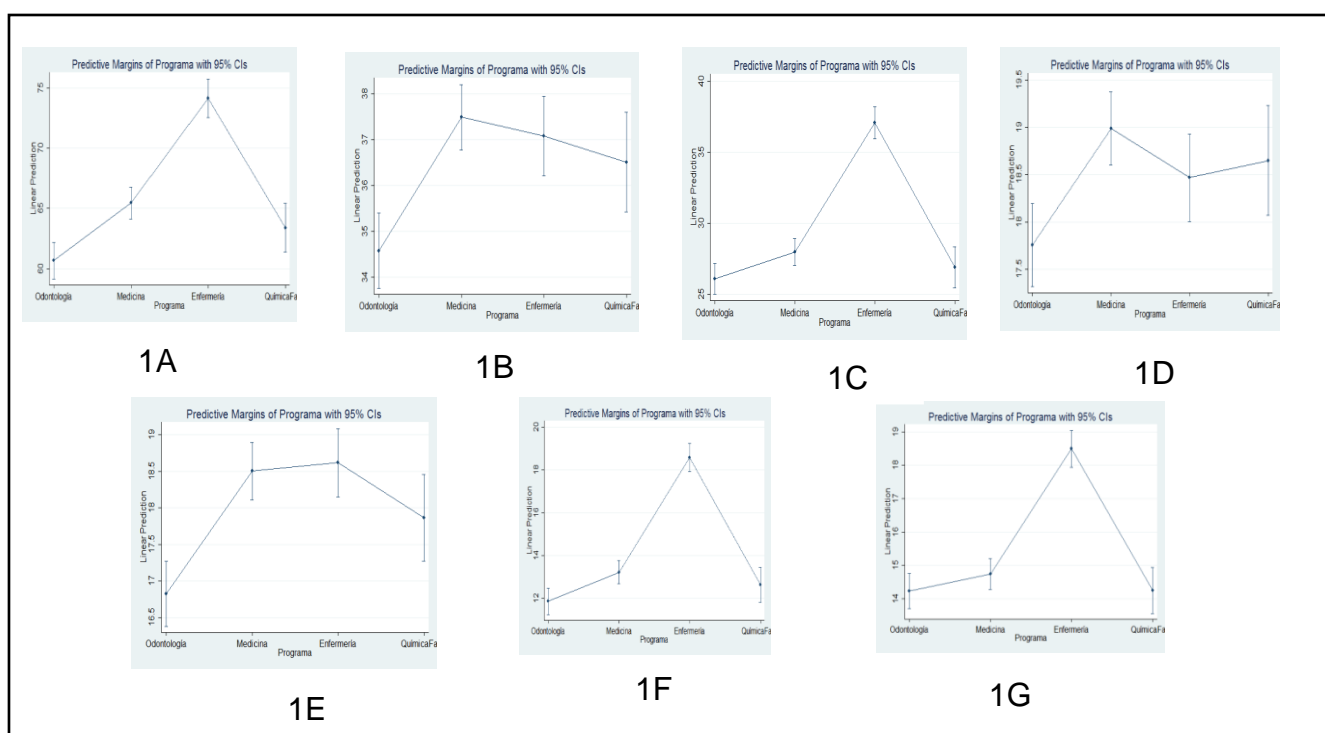 Predictive Margins of Programa with 95% CIs
Linear Prediction
75
70
65
60
Odontología Medicina Enfermería QuímicaFa
Programa
1A
Predictive Margins of Programa with 95% CIs
Linear Prediction
38
37
36
35
34
Odontología Medicina Enfermería QuímicaFa
Programa
1B
Predictive Margins of Programa with 95% CIs
Linear Prediction
40
35
30
25
Odontología Medicina Enfermería QuímicaFa
Programa
1C
Predictive Margins of Programa with 95% CIs
Linear Prediction
19.5
19
18.5
18
17.5
Odontología Medicina Enfermería QuímicaFa
Programa
1D
Predictive Margins of Programa with 95% CIs
Linear Prediction
19
18.5
18
17.5
17
16.5
Odontología Medicina Enfermería QuímicaFa
Programa
1E
Predictive Margins of Programa with 95% CIs
Linear Prediction
20
18
16
14
12
Odontología Medicina Enfermería QuímicaFa
Programa
1F
Predictive Margins of Programa with 95% CIs
Linear Prediction
19
18
17
16
15
14
Odontología Medicina Enfermería QuímicaFa
Programa
1G